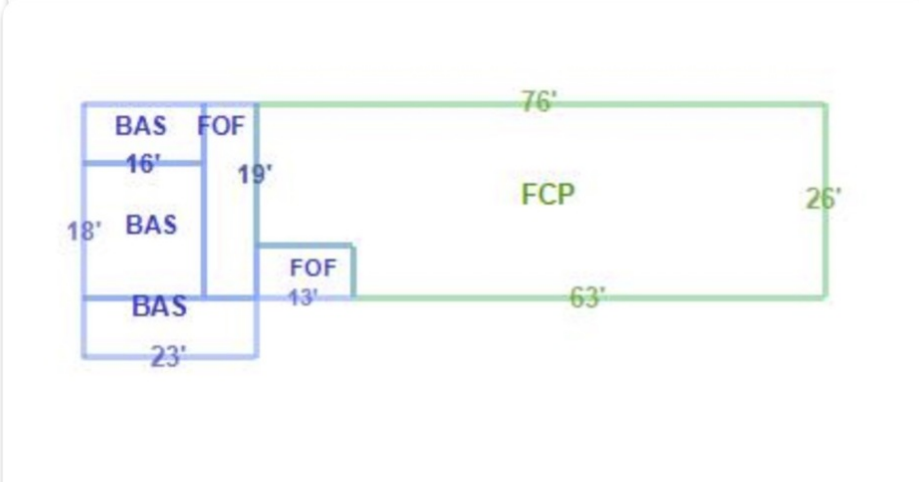 76'
BAS FOF
16'
19'
FCP
26'
18'
BAS
FOF
13'
63'
BAS
23'